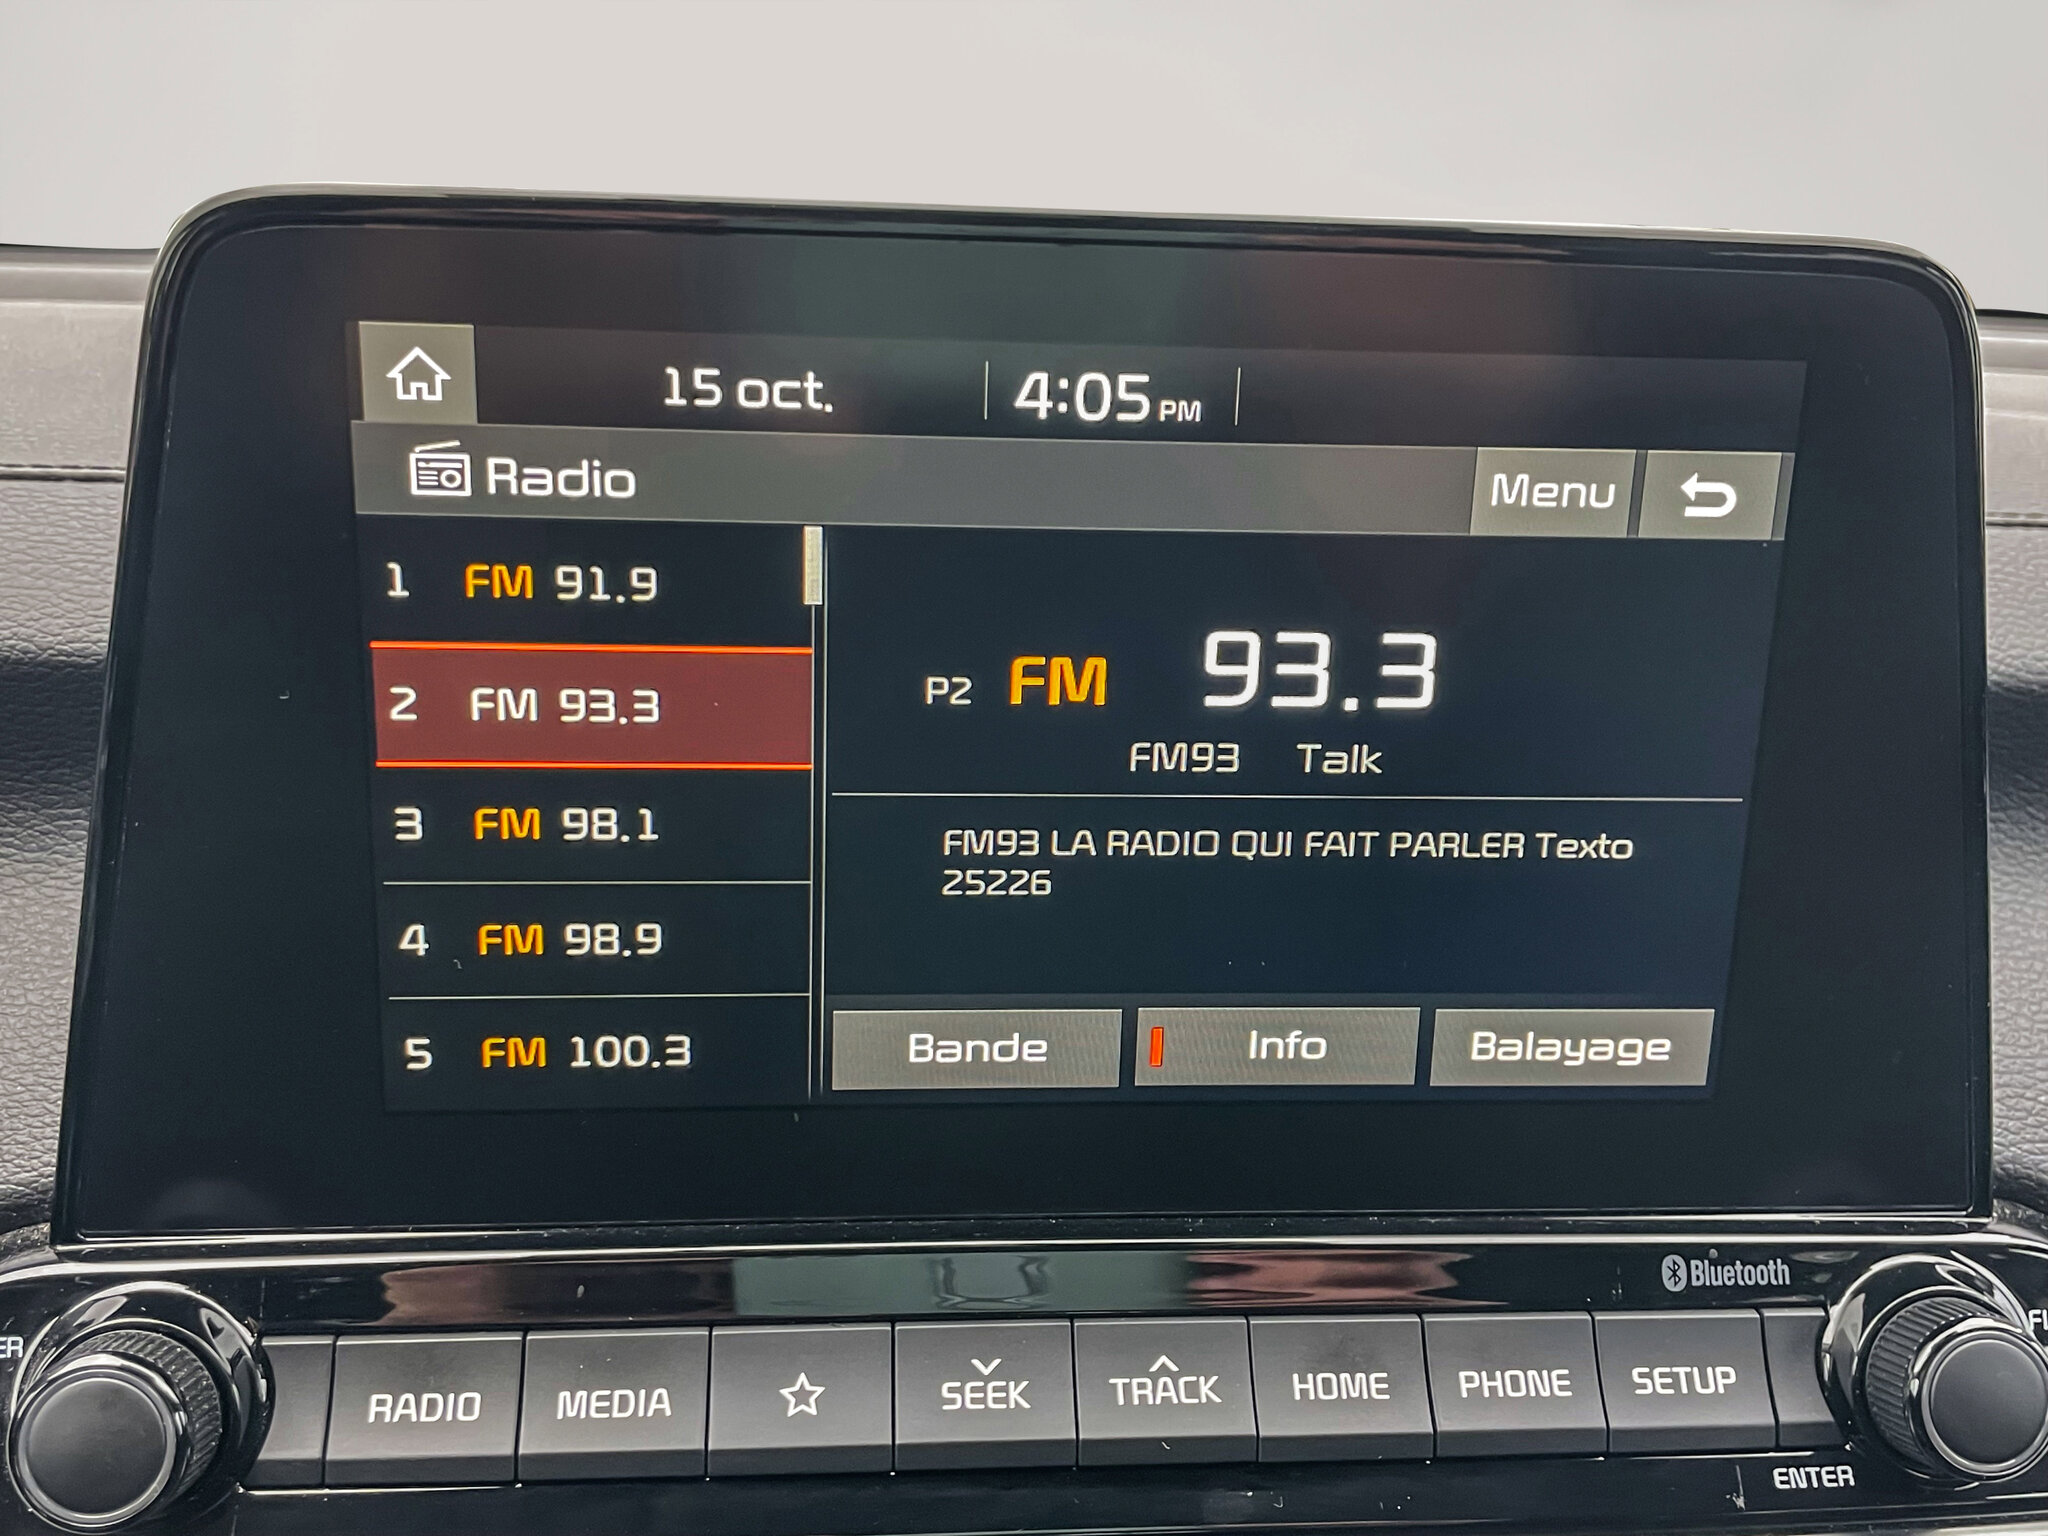 15 oct. 4:05 PM
Radio Menu
1 FM 91.9
2 FM 93.3
3 FM 98.1
4 FM 98.9
5 FM 100.3
P2 FM 93.3
FM93 Talk
FM93 LA RADIO QUI FAIT PARLER Texto
25226
Bande Info Balayage
Bluetooth
RADIO MEDIA SEEK TRACK HOME PHONE SETUP
ENTER